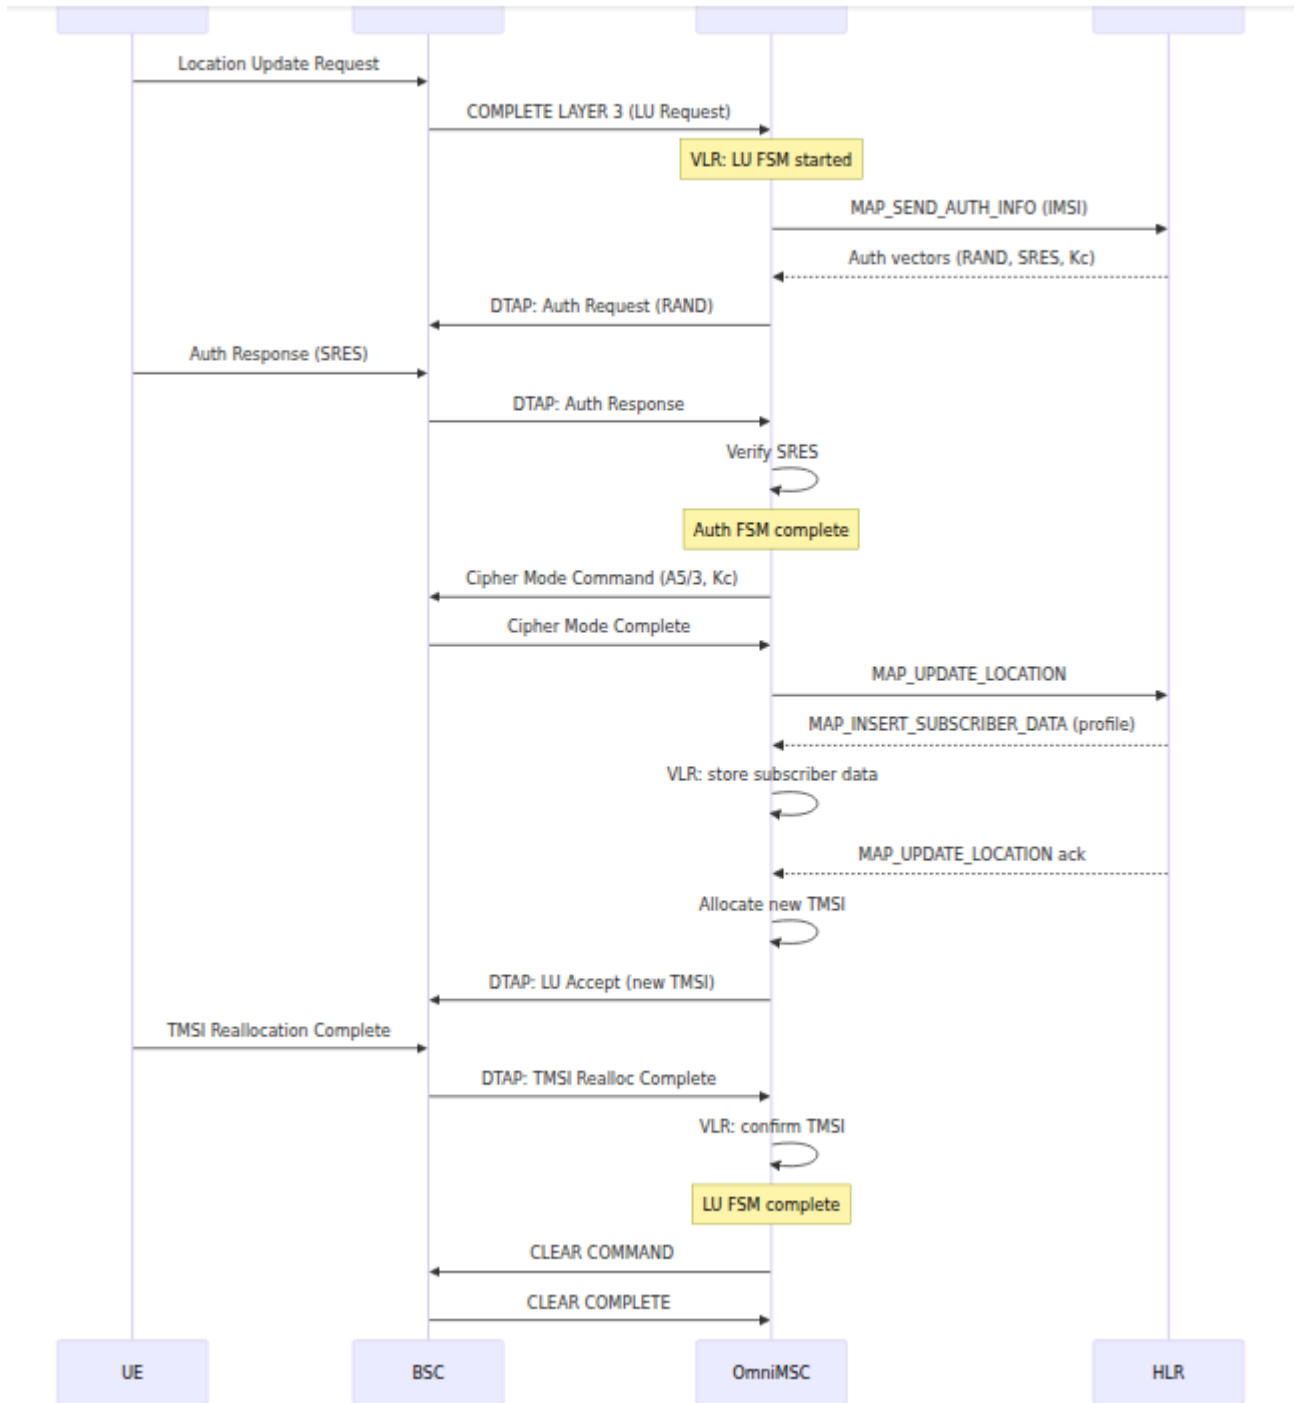 Location Update Request
COMPLETE LAYER 3 (LU Request)
VLR: LU FSM started
MAP_SEND_AUTH_INFO (IMSI)
Auth vectors (RAND, SRES, Kc)
DTAP: Auth Request (RAND)
Auth Response (SRES)
DTAP: Auth Response
Verify SRES
Auth FSM complete
Cipher Mode Command (A5/3, Kc)
Cipher Mode Complete
MAP_UPDATE_LOCATION
MAP_INSERT_SUBSCRIBER_DATA (profile)
VLR: store subscriber data
MAP_UPDATE_LOCATION ack
Allocate new TMSI
DTAP: LU Accept (new TMSI)
TMSI Reallocation Complete
DTAP: TMSI Realloc Complete
VLR: confirm TMSI
LU FSM complete
CLEAR COMMAND
CLEAR COMPLETE
UE
BSC
OmniMSC
HLR